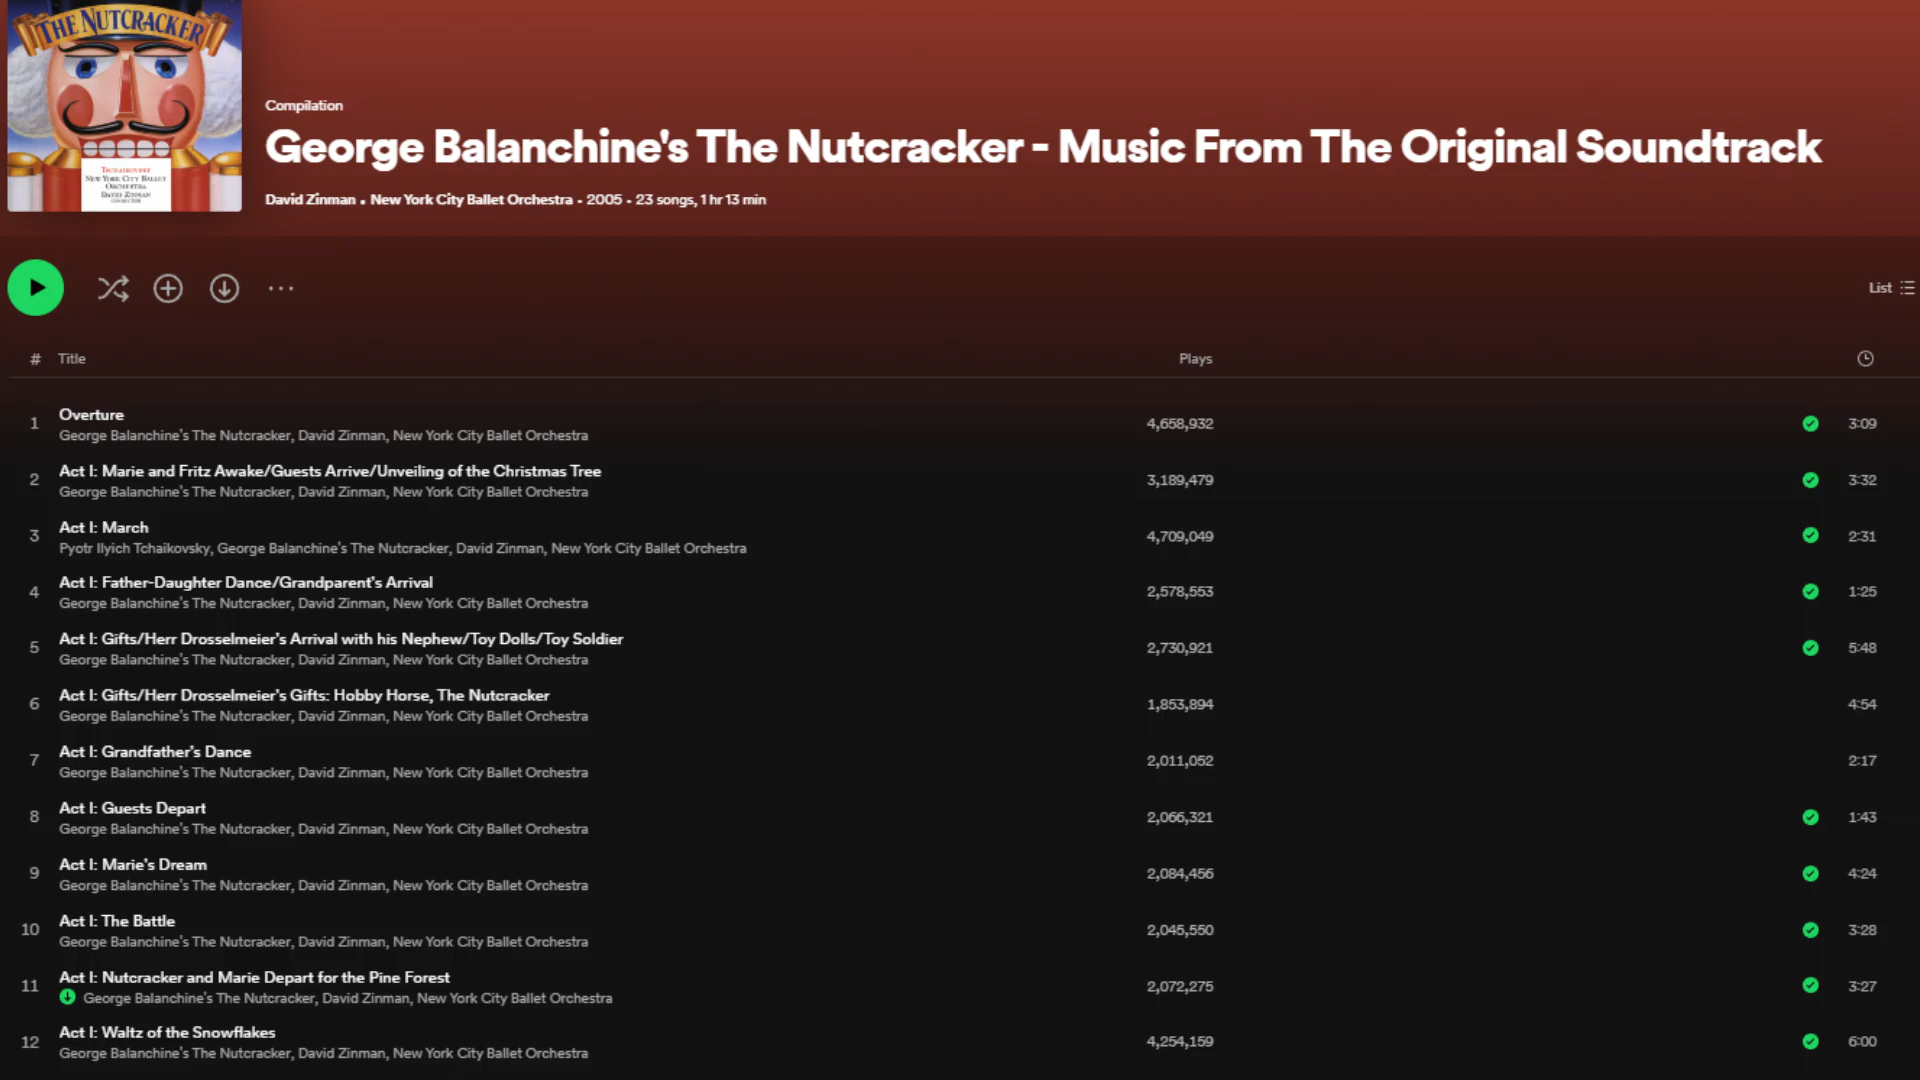 THE NUTCRACKER
TCHAIKOVSKY
NEW YORK CITY BALLET
ORCHESTRA
DAVID ZINMAN
CONDUCTOR
Compilation
George Balanchine's The Nutcracker - Music From The Original Soundtrack
David Zinman • New York City Ballet Orchestra • 2005 • 23 songs, 1 hr 13 min
List
# Title Plays
1 Overture 4,658,932 3:09
George Balanchine's The Nutcracker, David Zinman, New York City Ballet Orchestra
2 Act I: Marie and Fritz Awake/Guests Arrive/Unveiling of the Christmas Tree 3,189,479 3:32
George Balanchine's The Nutcracker, David Zinman, New York City Ballet Orchestra
3 Act I: March 4,709,049 2:31
Pyotr Ilyich Tchaikovsky, George Balanchine's The Nutcracker, David Zinman, New York City Ballet Orchestra
4 Act I: Father-Daughter Dance/Grandparent's Arrival 2,578,553 1:25
George Balanchine's The Nutcracker, David Zinman, New York City Ballet Orchestra
5 Act I: Gifts/Herr Drosselmeier's Arrival with his Nephew/Toy Dolls/Toy Soldier 2,730,921 5:48
George Balanchine's The Nutcracker, David Zinman, New York City Ballet Orchestra
6 Act I: Gifts/Herr Drosselmeier's Gifts: Hobby Horse, The Nutcracker 1,853,894 4:54
George Balanchine's The Nutcracker, David Zinman, New York City Ballet Orchestra
7 Act I: Grandfather's Dance 2,011,052 2:17
George Balanchine's The Nutcracker, David Zinman, New York City Ballet Orchestra
8 Act I: Guests Depart 2,066,321 1:43
George Balanchine's The Nutcracker, David Zinman, New York City Ballet Orchestra
9 Act I: Marie's Dream 2,084,456 4:24
George Balanchine's The Nutcracker, David Zinman, New York City Ballet Orchestra
10 Act I: The Battle 2,045,550 3:28
George Balanchine's The Nutcracker, David Zinman, New York City Ballet Orchestra
11 Act I: Nutcracker and Marie Depart for the Pine Forest 2,072,275 3:27
George Balanchine's The Nutcracker, David Zinman, New York City Ballet Orchestra
12 Act I: Waltz of the Snowflakes 4,254,159 6:00
George Balanchine's The Nutcracker, David Zinman, New York City Ballet Orchestra